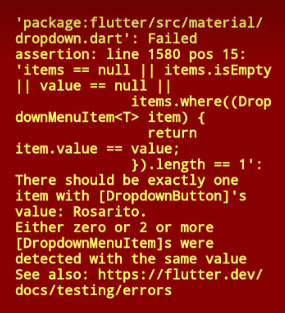 'package:flutter/src/material/
dropdown.dart': Failed
assertion: line 1580 pos 15:
'items == null || items.isEmpty
|| value == null ||
items.where((Drop
downMenuItem<T> item) {
return
item.value == value;
}).length == 1':
There should be exactly one
item with [DropdownButton]'s
value: Rosarito.
Either zero or 2 or more
[DropdownMenuItem]s were
detected with the same value
See also: https://flutter.dev/
docs/testing/errors